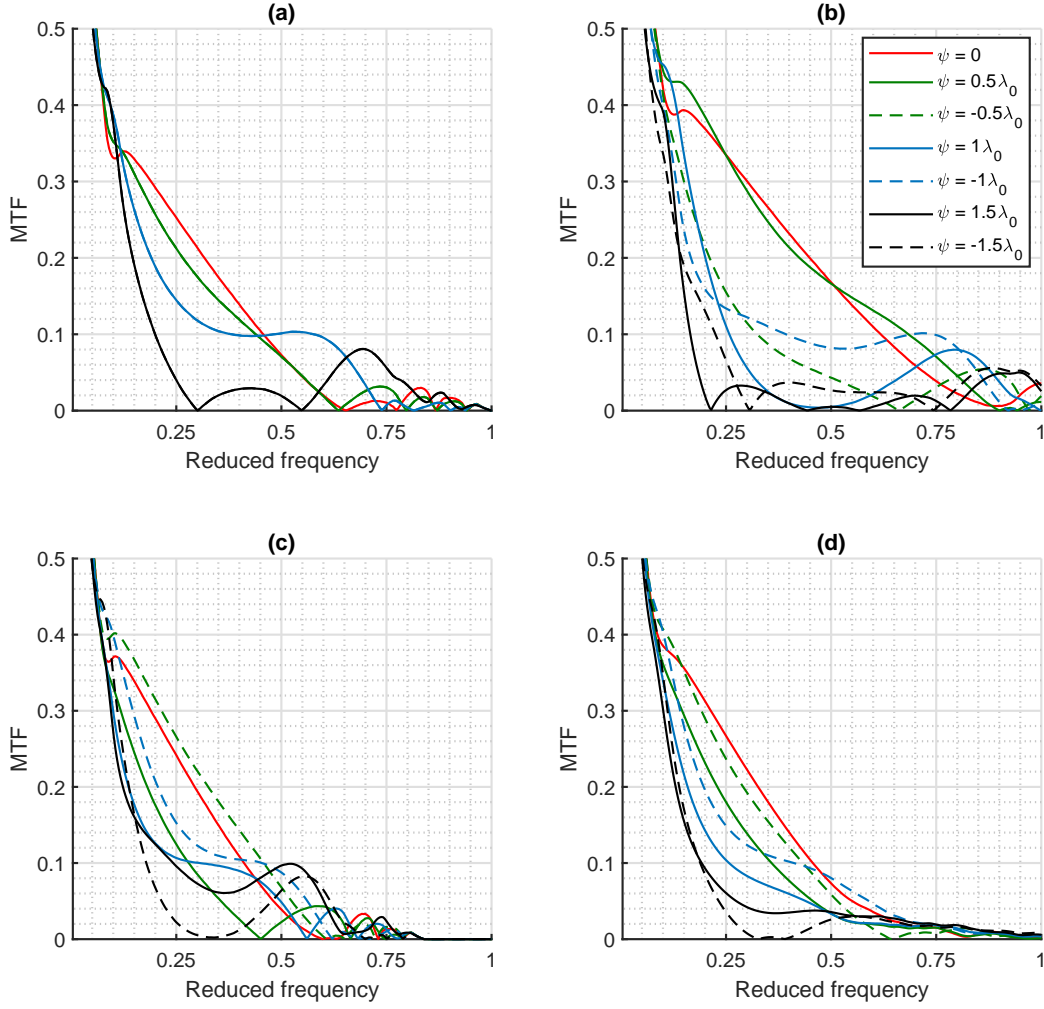 (a)
0.5
0.4
0.3
0.2
0.1
0
0.25
0.5
0.75
1
MTF
Reduced frequency
(b)
0.5
0.4
0.3
0.2
0.1
0
0.25
0.5
0.75
1
MTF
Reduced frequency
ψ = 0
ψ = 0.5λ₀
ψ = -0.5λ₀
ψ = 1λ₀
ψ = -1λ₀
ψ = 1.5λ₀
ψ = -1.5λ₀
(c)
0.5
0.4
0.3
0.2
0.1
0
0.25
0.5
0.75
1
MTF
Reduced frequency
(d)
0.5
0.4
0.3
0.2
0.1
0
0.25
0.5
0.75
1
MTF
Reduced frequency